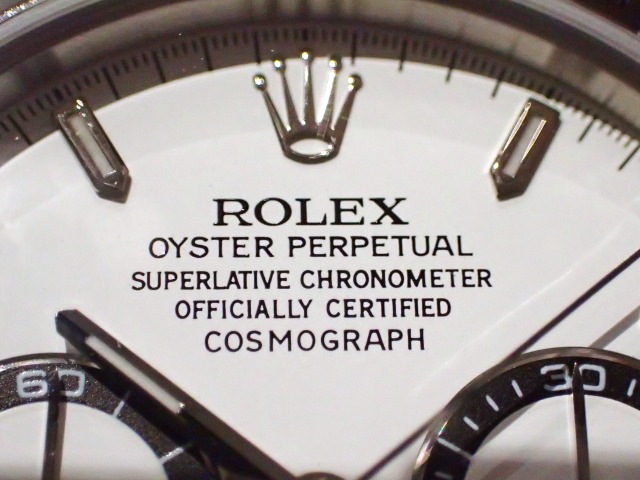 ROLEX
OYSTER PERPETUAL
SUPERLATIVE CHRONOMETER
OFFICIALLY CERTIFIED
COSMOGRAPH
60
30